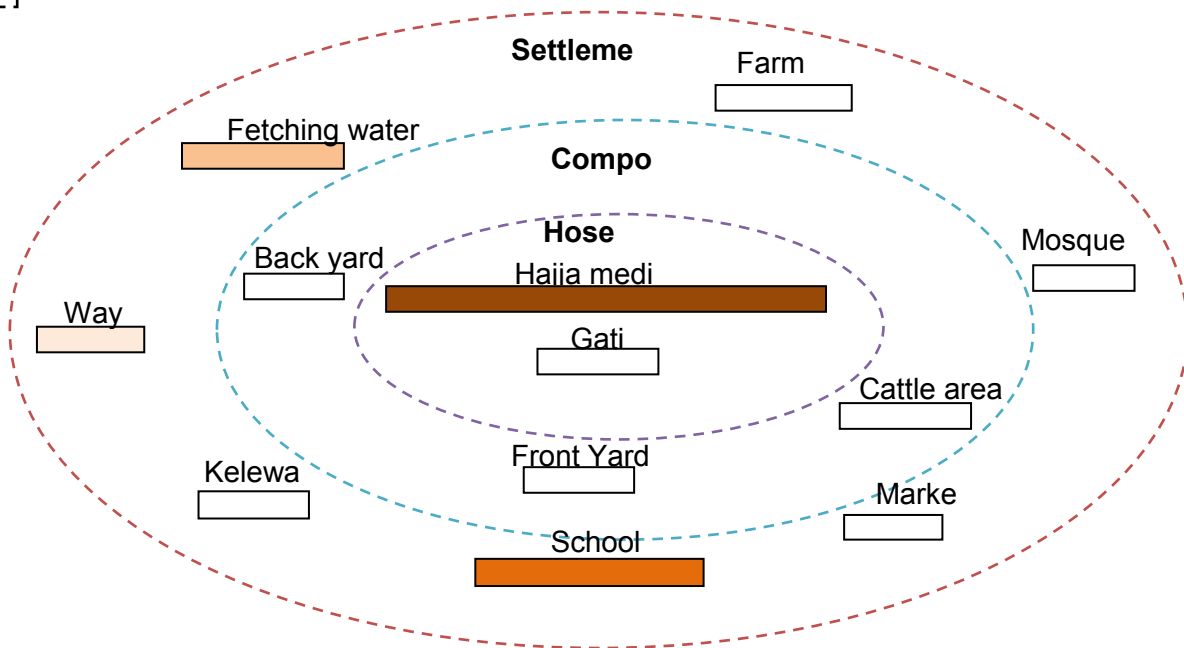 Settleme
Farm
Fetching water
Compo
Hose
Mosque
Back yard
Hajja medi
Way
Gati
Cattle area
Front Yard
Kelewa
Marke
School